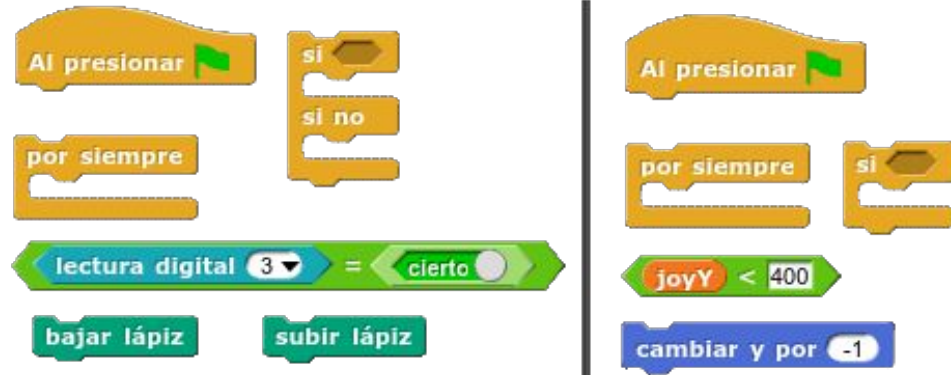 Al presionar
si
si no
por siempre
lectura digital 3 = cierto
bajar lápiz
subir lápiz
Al presionar
por siempre
si
joyY < 400
cambiar y por -1